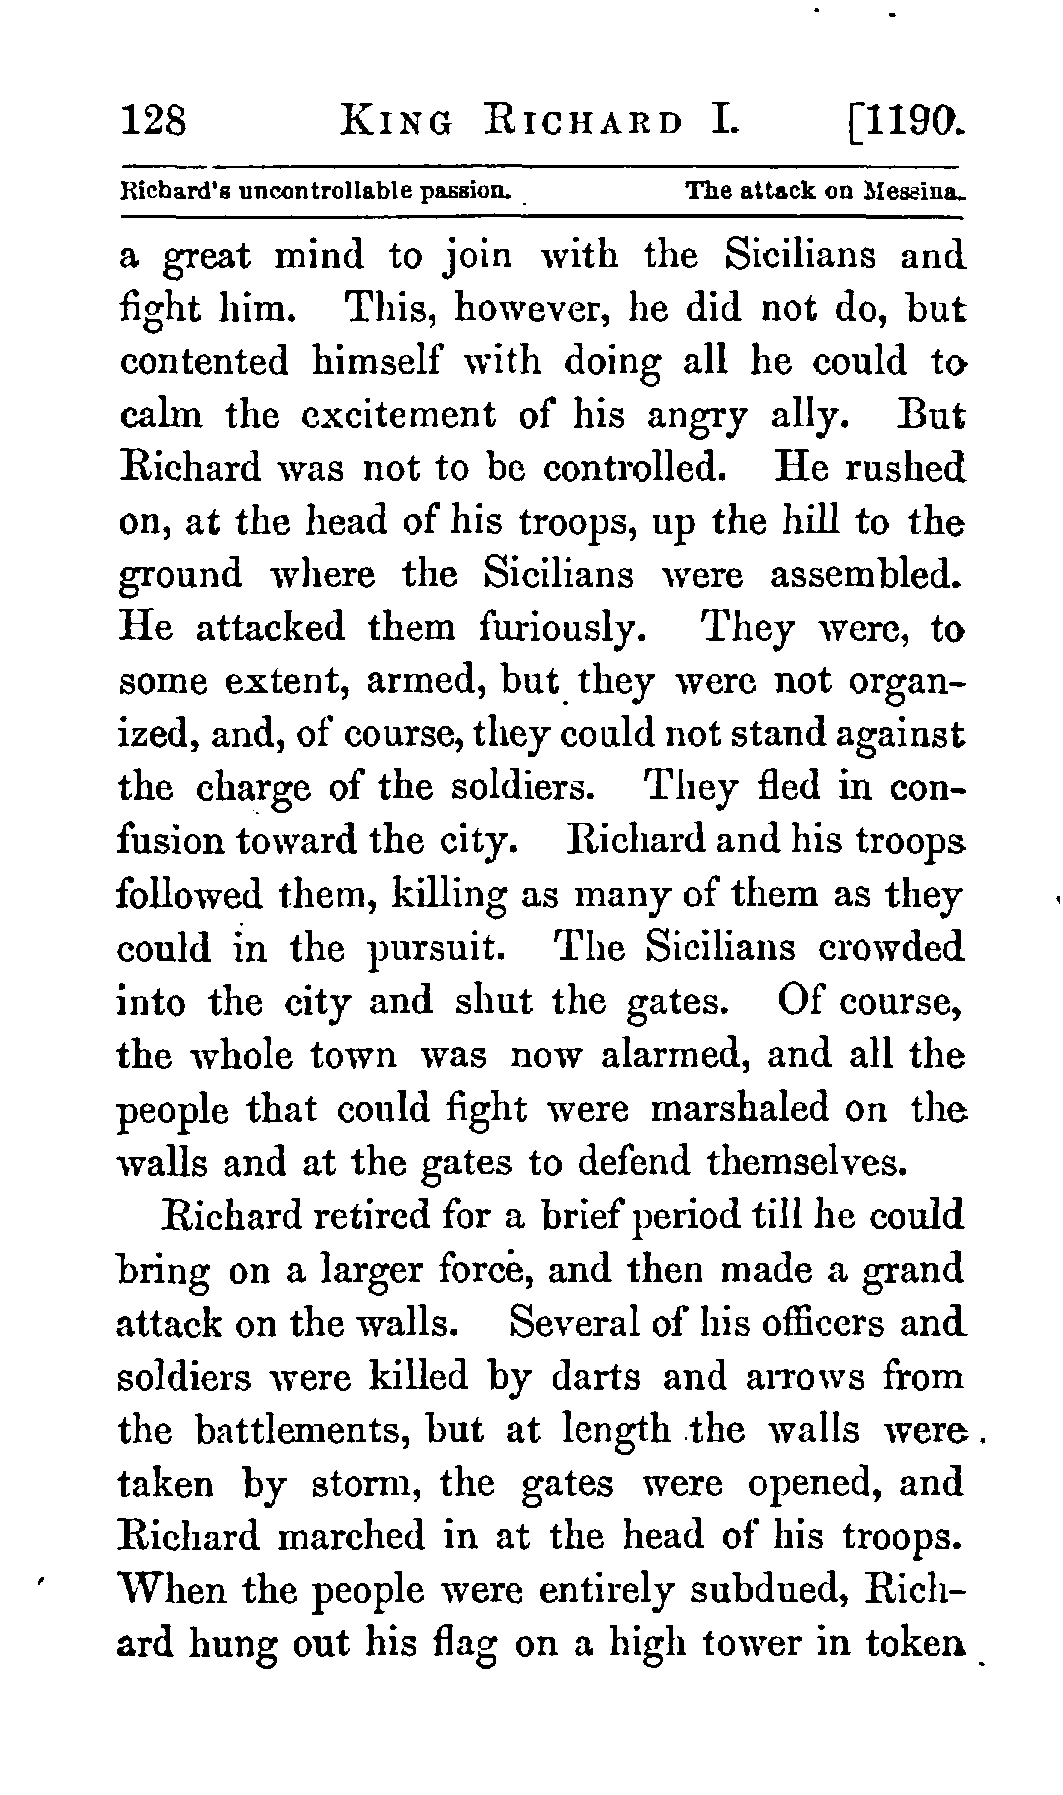 128 King Richard I. [1190.
Richard's uncontrollable passion. The attack on Messina.
a great mind to join with the Sicilians and
fight him. This, however, he did not do, but
contented himself with doing all he could to
calm the excitement of his angry ally. But
Richard was not to be controlled. He rushed
on, at the head of his troops, up the hill to the
ground where the Sicilians were assembled.
He attacked them furiously. They were, to
some extent, armed, but they were not organ-
ized, and, of course, they could not stand against
the charge of the soldiers. They fled in con-
fusion toward the city. Richard and his troops
followed them, killing as many of them as they
could in the pursuit. The Sicilians crowded
into the city and shut the gates. Of course,
the whole town was now alarmed, and all the
people that could fight were marshaled on the
walls and at the gates to defend themselves.
Richard retired for a brief period till he could
bring on a larger force, and then made a grand
attack on the walls. Several of his officers and
soldiers were killed by darts and arrows from
the battlements, but at length the walls were
taken by storm, the gates were opened, and
Richard marched in at the head of his troops.
When the people were entirely subdued, Rich-
ard hung out his flag on a high tower in token